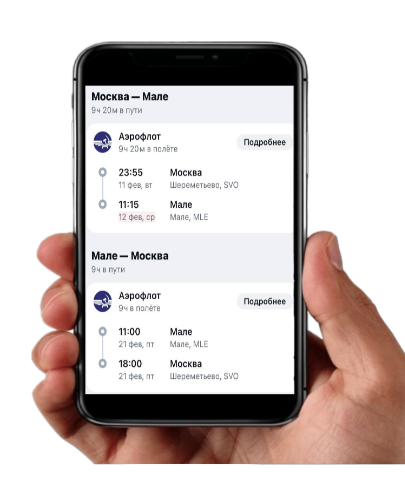 Москва — Мале
9ч 20м в пути
Аэрофлот
9ч 20м в полёте
Подробнее
23:55 Москва
11 фев, вт Шереметьево, SVO
11:15 Мале
12 фев, ср Мале, MLE
Мале — Москва
9ч в пути
Аэрофлот
9ч в полёте
Подробнее
11:00 Мале
21 фев, пт Мале, MLE
18:00 Москва
21 фев, пт Шереметьево, SVO